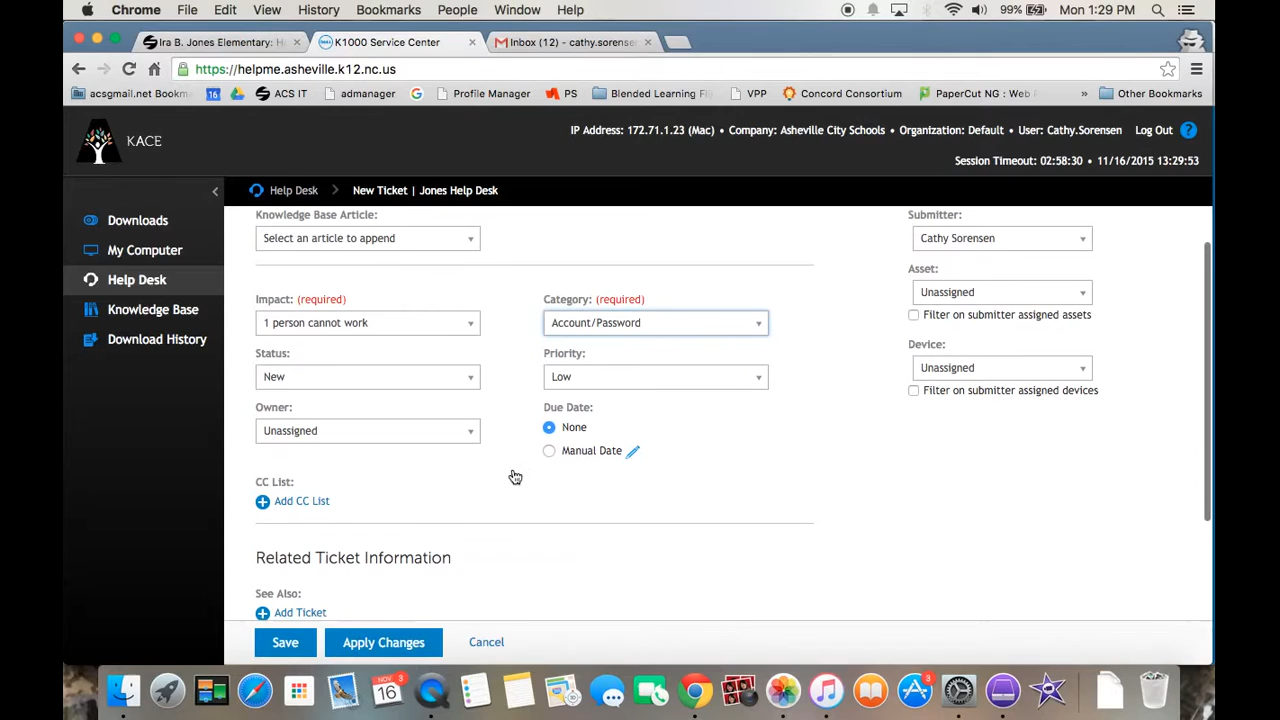 Chrome File Edit View History Bookmarks People Window Help 99% Mon 1:29 PM
Ira B. Jones Elementary: H K1000 Service Center Inbox (12) - cathy.sorense
https://helpme.asheville.k12.nc.us
acsgmail.net Bookm 16 ACS IT admanager Profile Manager PS Blended Learning VPP Concord Consortium PaperCut NG : Web » Other Bookmarks
KACE
IP Address: 172.71.1.23 (Mac) • Company: Asheville City Schools • Organization: Default • User: Cathy.Sorensen Log Out ?
Session Timeout: 02:58:30 • 11/16/2015 13:29:53
Help Desk New Ticket | Jones Help Desk
Downloads
My Computer
Help Desk
Knowledge Base
Download History
Knowledge Base Article:
Select an article to append
Submitter:
Cathy Sorensen
Asset:
Unassigned
Filter on submitter assigned assets
Device:
Unassigned
Filter on submitter assigned devices
Impact: (required)
1 person cannot work
Category: (required)
Account/Password
Status:
New
Priority:
Low
Owner:
Unassigned
Due Date:
None
Manual Date
CC List:
Add CC List
Related Ticket Information
See Also:
Add Ticket
Save Apply Changes Cancel
NOV 16 3 3